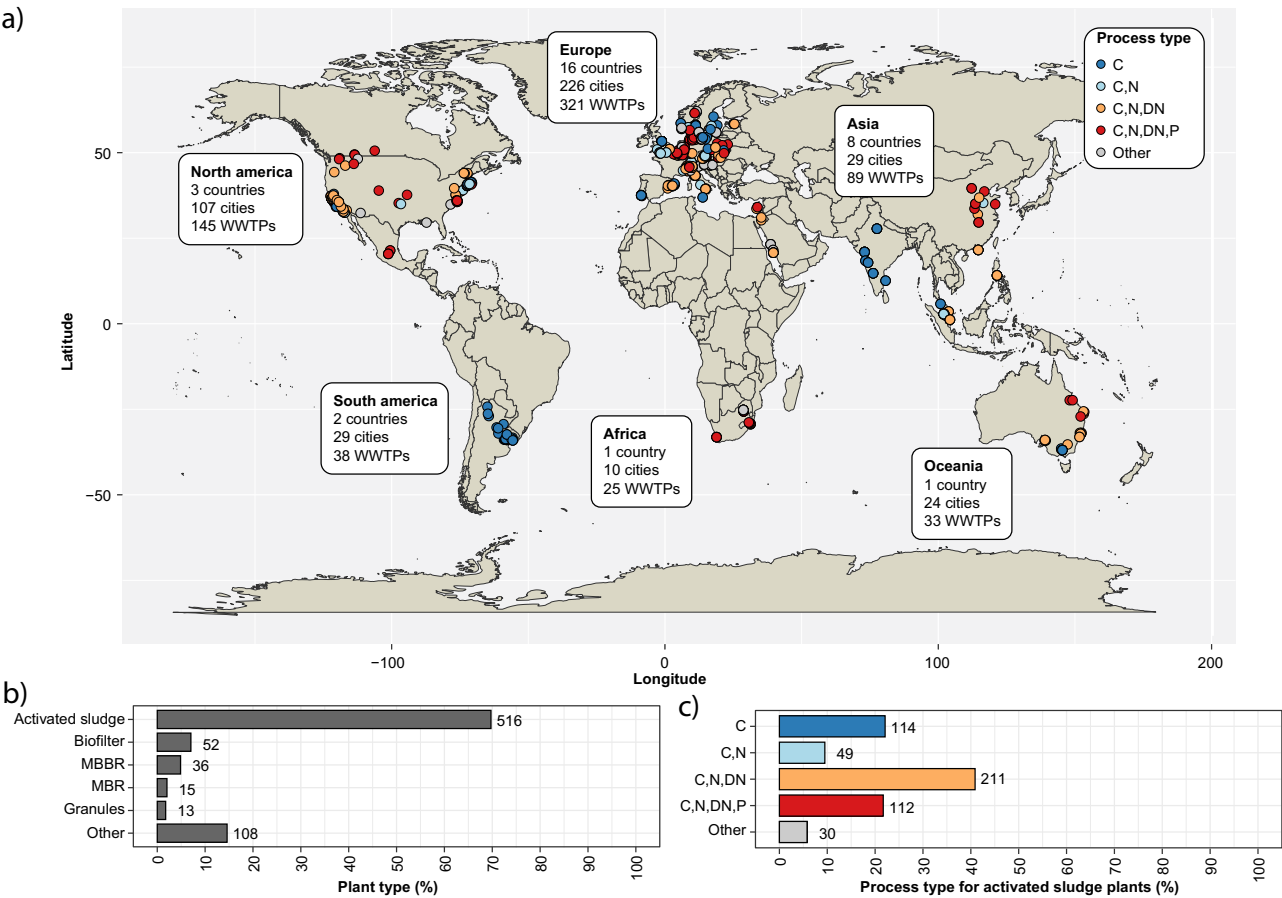 a)
Europe
16 countries
226 cities
321 WWTPs
Process type
C
C,N
C,N,DN
C,N,DN,P
Other
Asia
8 countries
29 cities
89 WWTPs
North america
3 countries
107 cities
145 WWTPs
South america
2 countries
29 cities
38 WWTPs
Africa
1 country
10 cities
25 WWTPs
Oceania
1 country
24 cities
33 WWTPs
Latitude
50
0
−50
−100
0
100
200
Longitude
b)
Activated sludge
516
Biofilter
52
MBBR
36
MBR
15
Granules
13
Other
108
0
10
20
30
40
50
60
70
80
90
100
Plant type (%)
c)
C
114
C,N
49
C,N,DN
211
C,N,DN,P
112
Other
30
0
10
20
30
40
50
60
70
80
90
100
Process type for activated sludge plants (%)